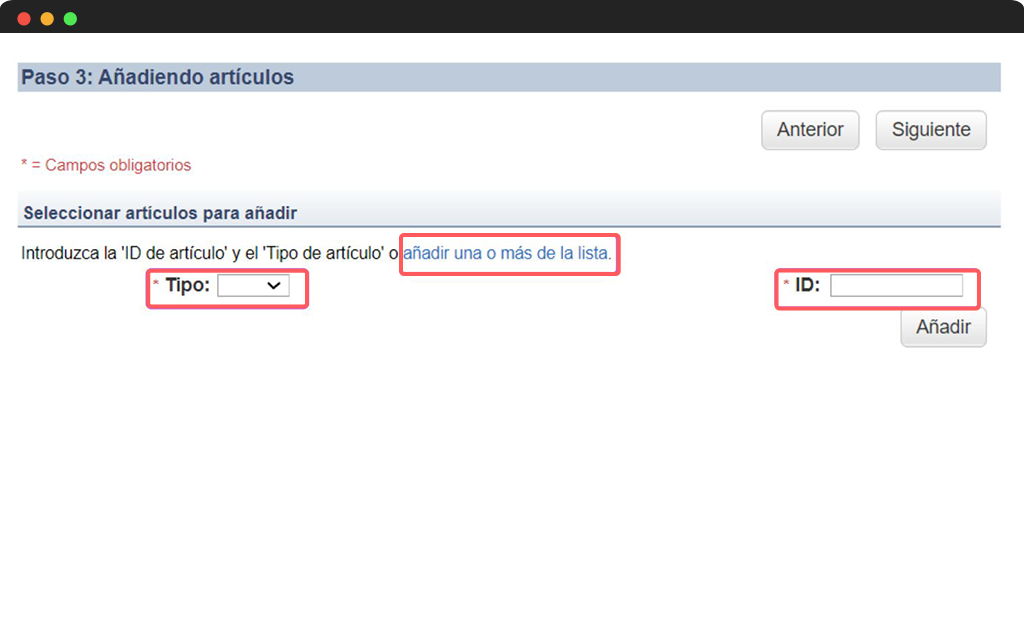 Paso 3: Añadiendo artículos
Anterior Siguiente
* = Campos obligatorios
Seleccionar artículos para añadir
Introduzca la 'ID de artículo' y el 'Tipo de artículo' o añadir una o más de la lista.
* Tipo: * ID:
Añadir